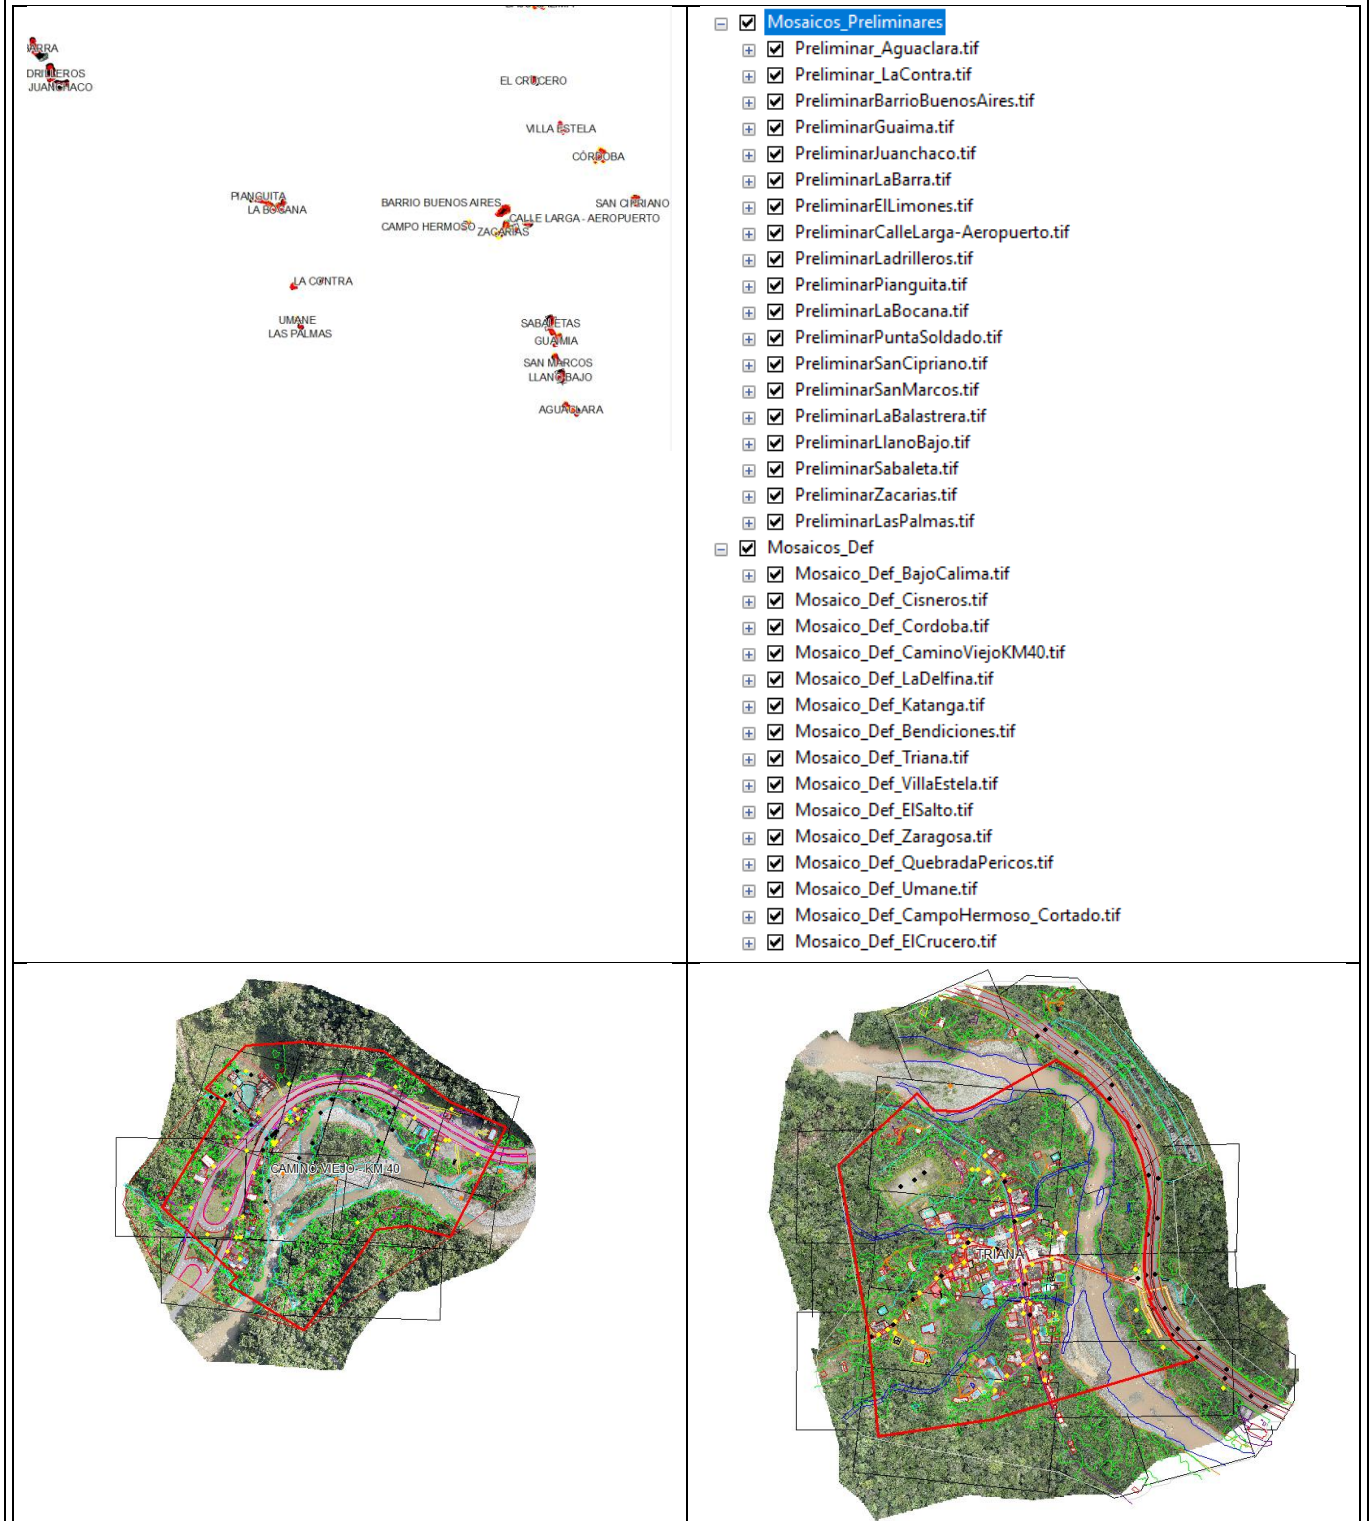 BARRA
LADRILLEROS
JUANCHACO
EL CRUCERO
VILLA ESTELA
CÓRDOBA
PIANGUITA
LA BOCANA
BARRIO BUENOS AIRES
SAN CIPRIANO
CALLE LARGA - AEROPUERTO
CAMPO HERMOSO
ZACARIAS
LA CONTRA
UMANE
LAS PALMAS
SABALETAS
GUAIMIA
SAN MARCOS
LLANO BAJO
AGUACLARA
Mosaicos_Preliminares
Preliminar_Aguaclara.tif
Preliminar_LaContra.tif
PreliminarBarrioBuenosAires.tif
PreliminarGuaima.tif
PreliminarJuanchaco.tif
PreliminarLaBarra.tif
PreliminarElLimones.tif
PreliminarCalleLarga-Aeropuerto.tif
PreliminarLadrilleros.tif
PreliminarPianguita.tif
PreliminarLaBocana.tif
PreliminarPuntaSoldado.tif
PreliminarSanCipriano.tif
PreliminarSanMarcos.tif
PreliminarLaBalastrera.tif
PreliminarLlanoBajo.tif
PreliminarSabaleta.tif
PreliminarZacarias.tif
PreliminarLasPalmas.tif
Mosaicos_Def
Mosaico_Def_BajoCalima.tif
Mosaico_Def_Cisneros.tif
Mosaico_Def_Cordoba.tif
Mosaico_Def_CaminoViejoKM40.tif
Mosaico_Def_LaDelfina.tif
Mosaico_Def_Katanga.tif
Mosaico_Def_Bendiciones.tif
Mosaico_Def_Triana.tif
Mosaico_Def_VillaEstela.tif
Mosaico_Def_ElSalto.tif
Mosaico_Def_Zaragosa.tif
Mosaico_Def_QuebradaPericos.tif
Mosaico_Def_Umane.tif
Mosaico_Def_CampoHermoso_Cortado.tif
Mosaico_Def_ElCrucero.tif
CAMINO VIEJO - KM 40
TRIANA